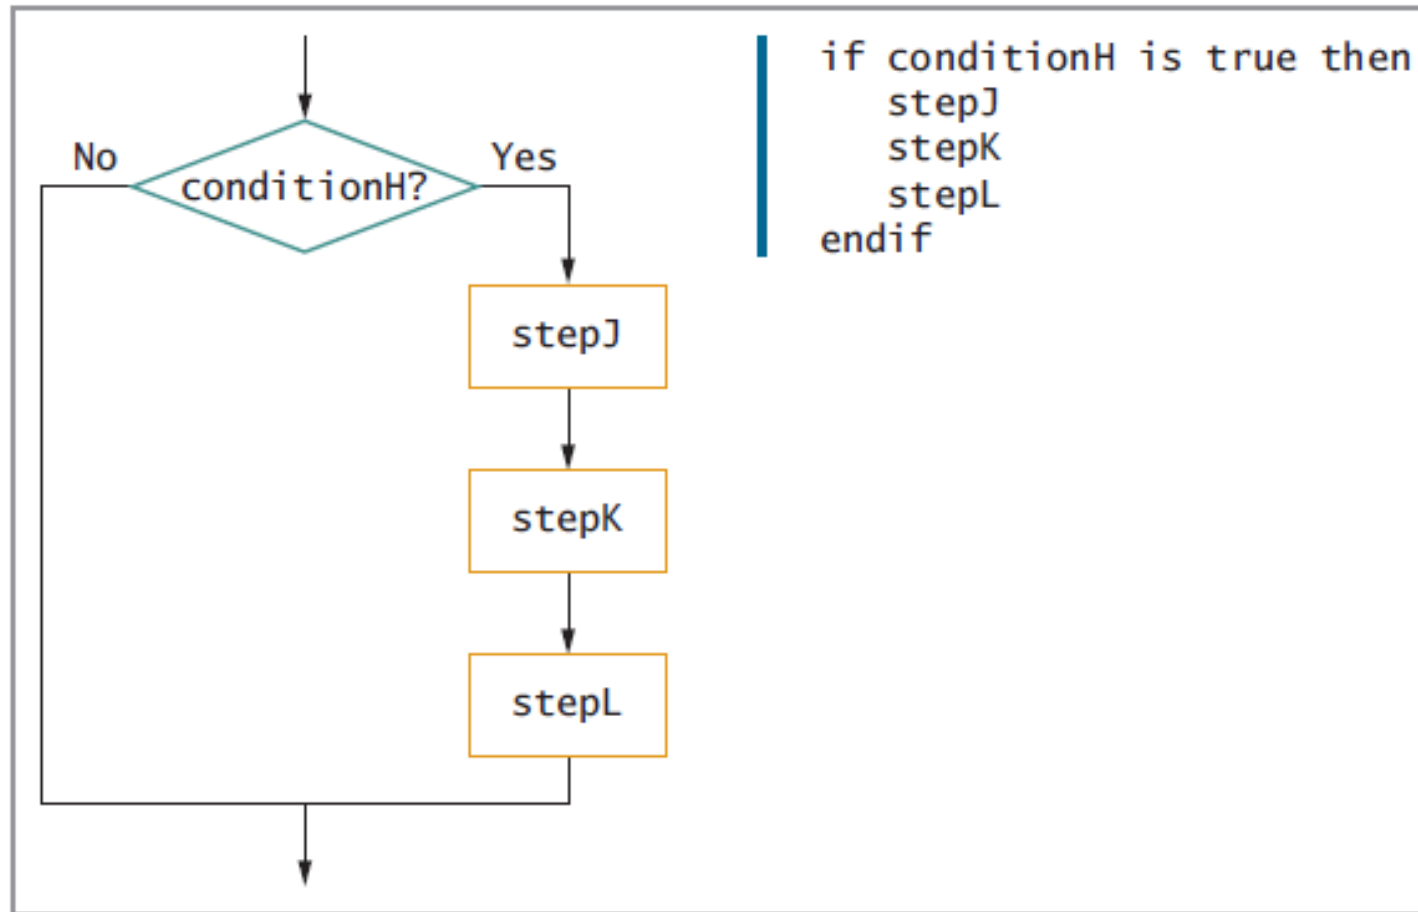 No
Yes
conditionH?
stepJ
stepK
stepL
if conditionH is true then
   stepJ
   stepK
   stepL
endif